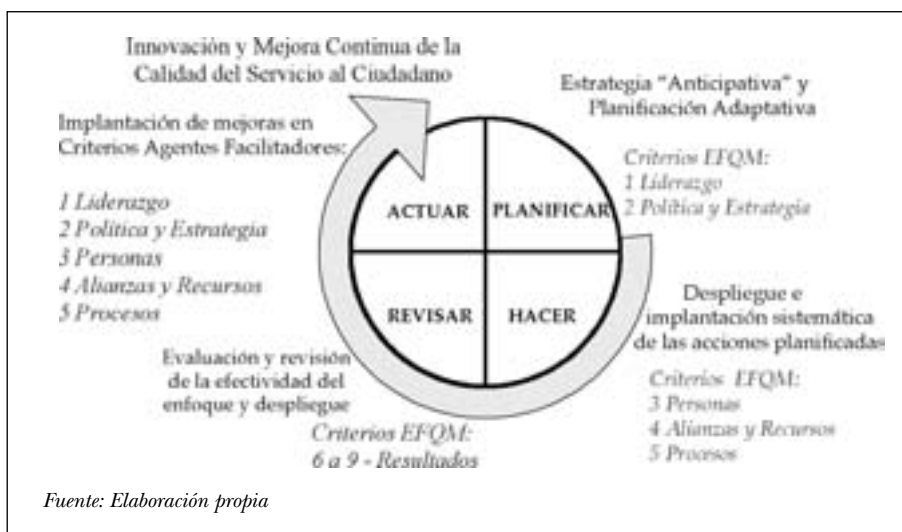 Innovación y Mejora Continua de la
Calidad del Servicio al Ciudadano
Estrategia "Anticipativa" y
Planificación Adaptativa
Criterios EFQM:
1 Liderazgo
2 Política y Estrategia
Implantación de mejoras en
Criterios Agentes Facilitadores:
1 Liderazgo
2 Política y Estrategia
3 Personas
4 Alianzas y Recursos
5 Procesos
ACTUAR
PLANIFICAR
REVISAR
HACER
Despliegue e
implantación sistemática
de las acciones planificadas
Criterios EFQM:
3 Personas
4 Alianzas y Recursos
5 Procesos
Evaluación y revisión
de la efectividad del
enfoque y despliegue
Criterios EFQM:
6 a 9 - Resultados
Fuente: Elaboración propia